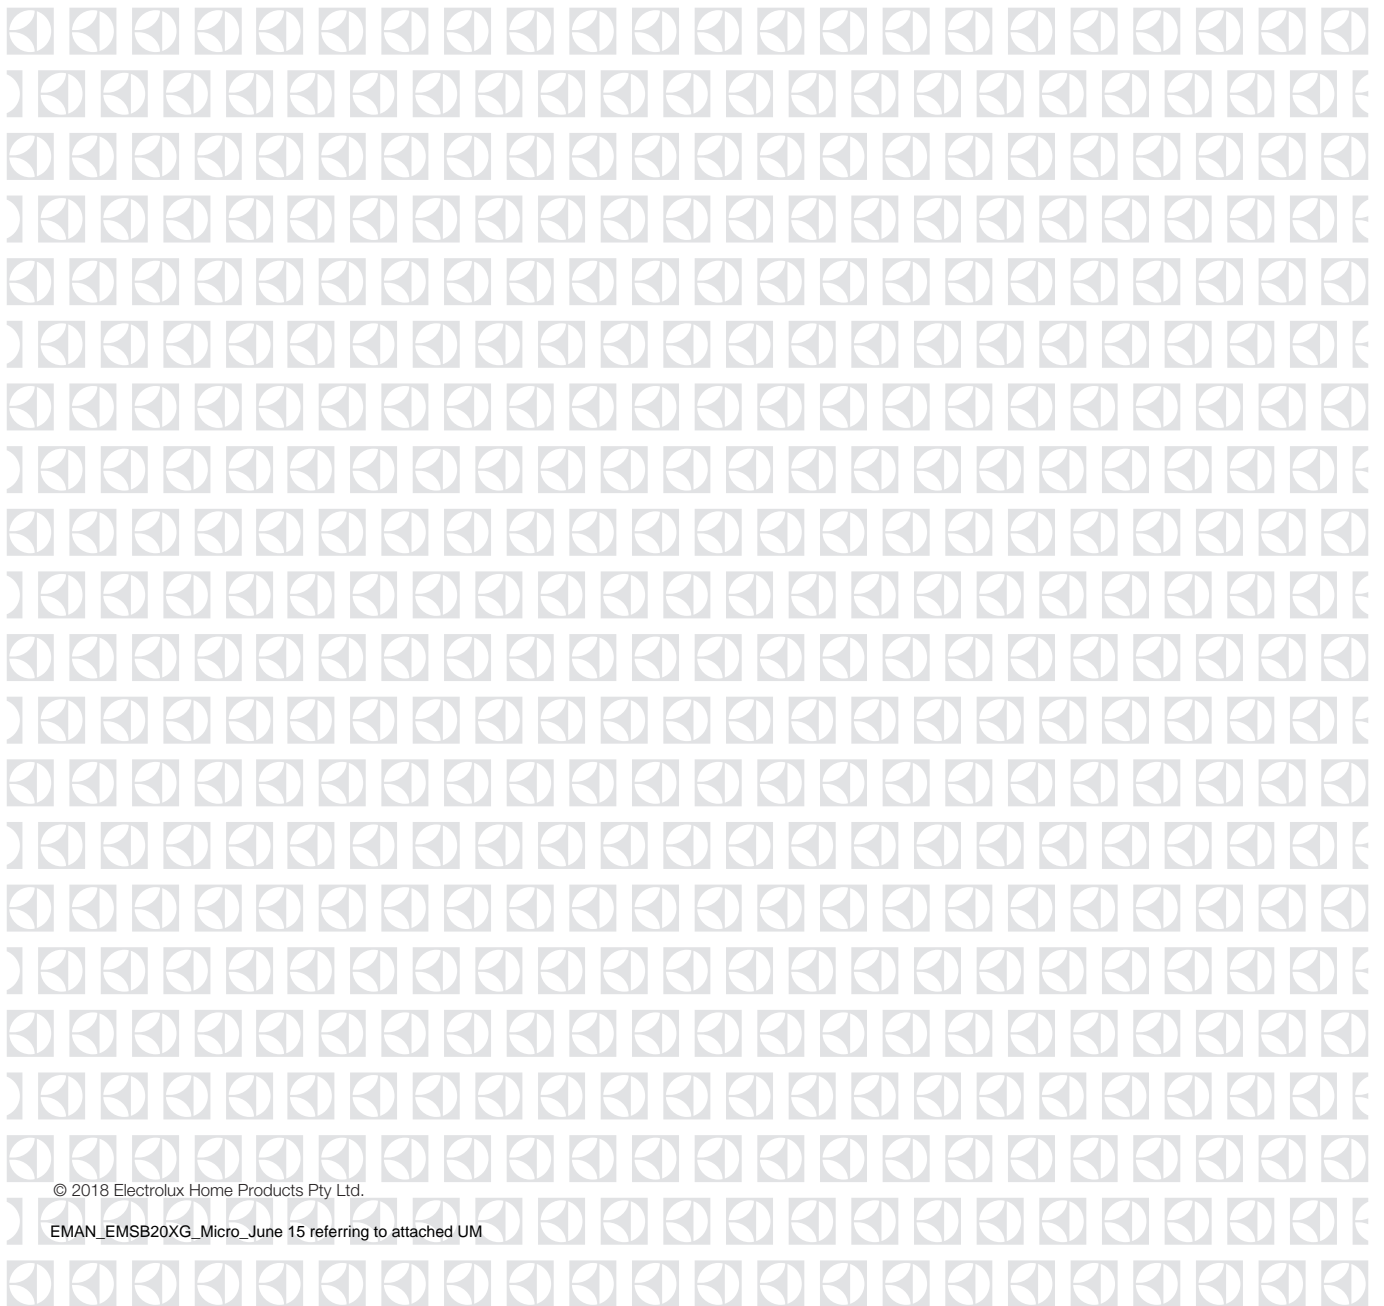 © 2018 Electrolux Home Products Pty Ltd.
EMAN_EMSB20XG_Micro_June 15 referring to attached UM